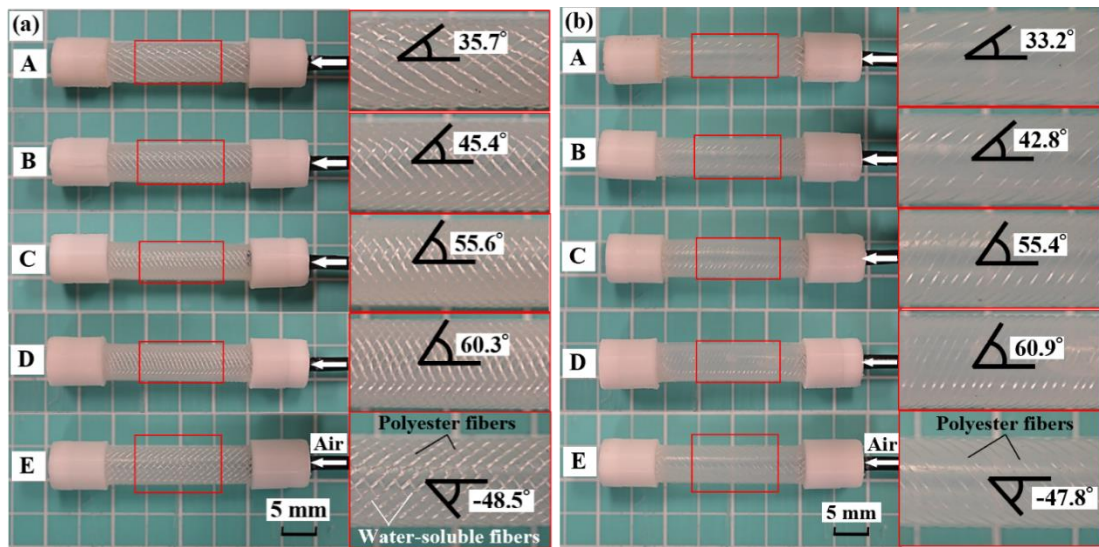 (a)
A
35.7°
B
45.4°
C
55.6°
D
60.3°
E
Air
5 mm
Polyester fibers
-48.5°
Water-soluble fibers
(b)
A
33.2°
B
42.8°
C
55.4°
D
60.9°
E
Air
5 mm
Polyester fibers
-47.8°